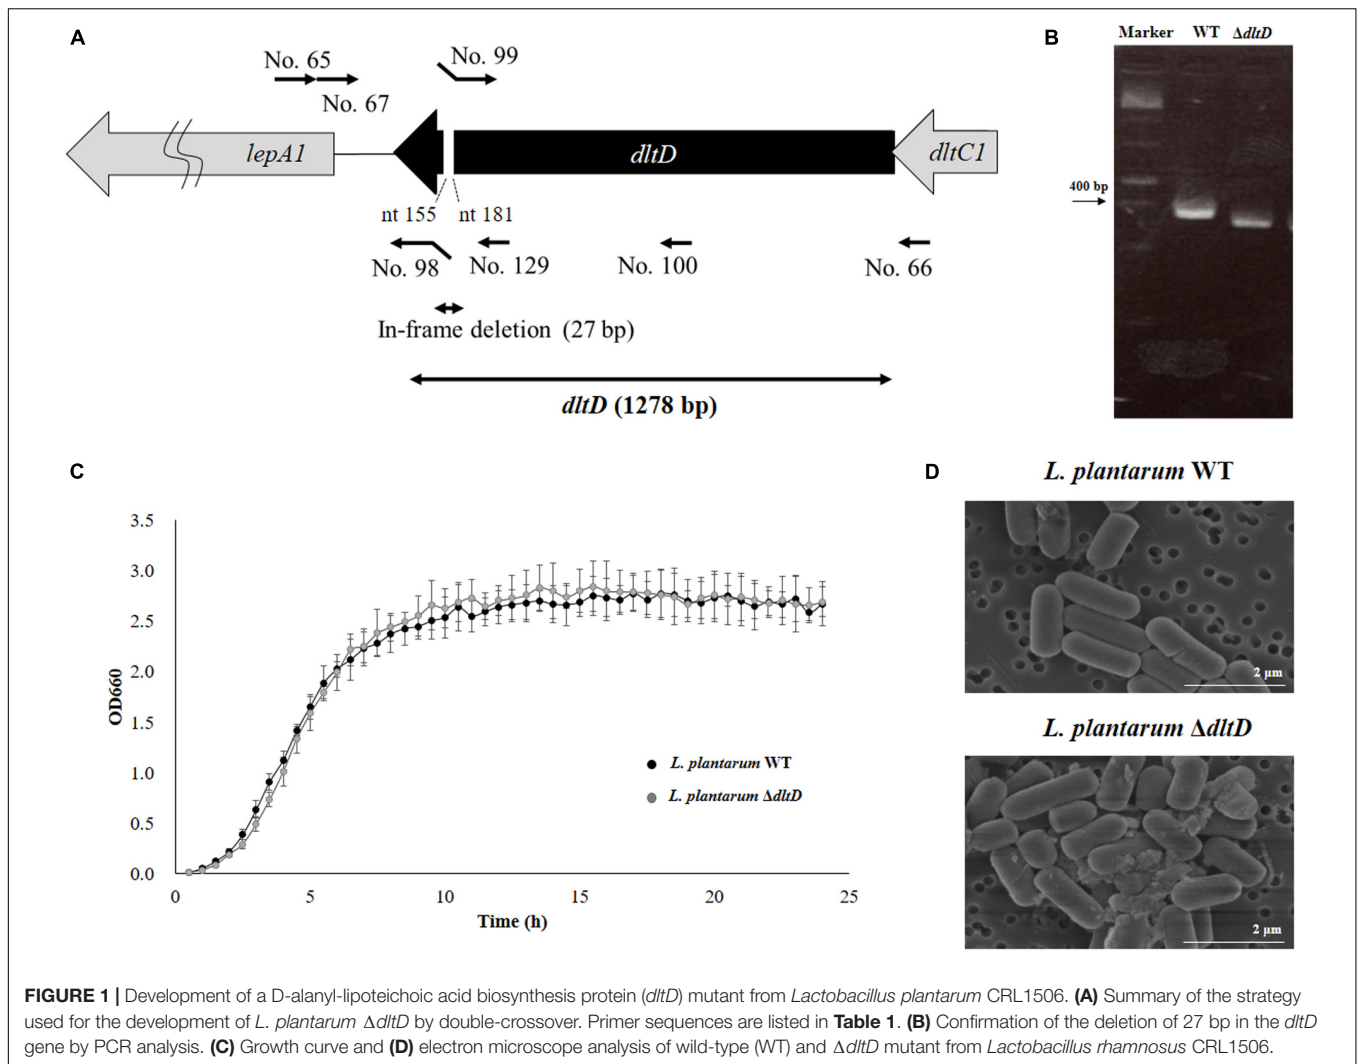 A
No. 65
No. 67
No. 99
lepA1
dltD
dltC1
nt 155
nt 181
No. 98
No. 129
No. 100
No. 66
In-frame deletion (27 bp)
dltD (1278 bp)
B
Marker WT ΔdltD
400 bp
C
3.5
3.0
2.5
2.0
1.5
1.0
0.5
0.0
OD660
0 5 10 15 20 25
Time (h)
L. plantarum WT
L. plantarum ΔdltD
D
L. plantarum WT
2 μm
L. plantarum ΔdltD
2 μm
FIGURE 1 | Development of a D-alanyl-lipoteichoic acid biosynthesis protein (dltD) mutant from Lactobacillus plantarum CRL1506. (A) Summary of the strategy
used for the development of L. plantarum ΔdltD by double-crossover. Primer sequences are listed in Table 1. (B) Confirmation of the deletion of 27 bp in the dltD
gene by PCR analysis. (C) Growth curve and (D) electron microscope analysis of wild-type (WT) and ΔdltD mutant from Lactobacillus rhamnosus CRL1506.